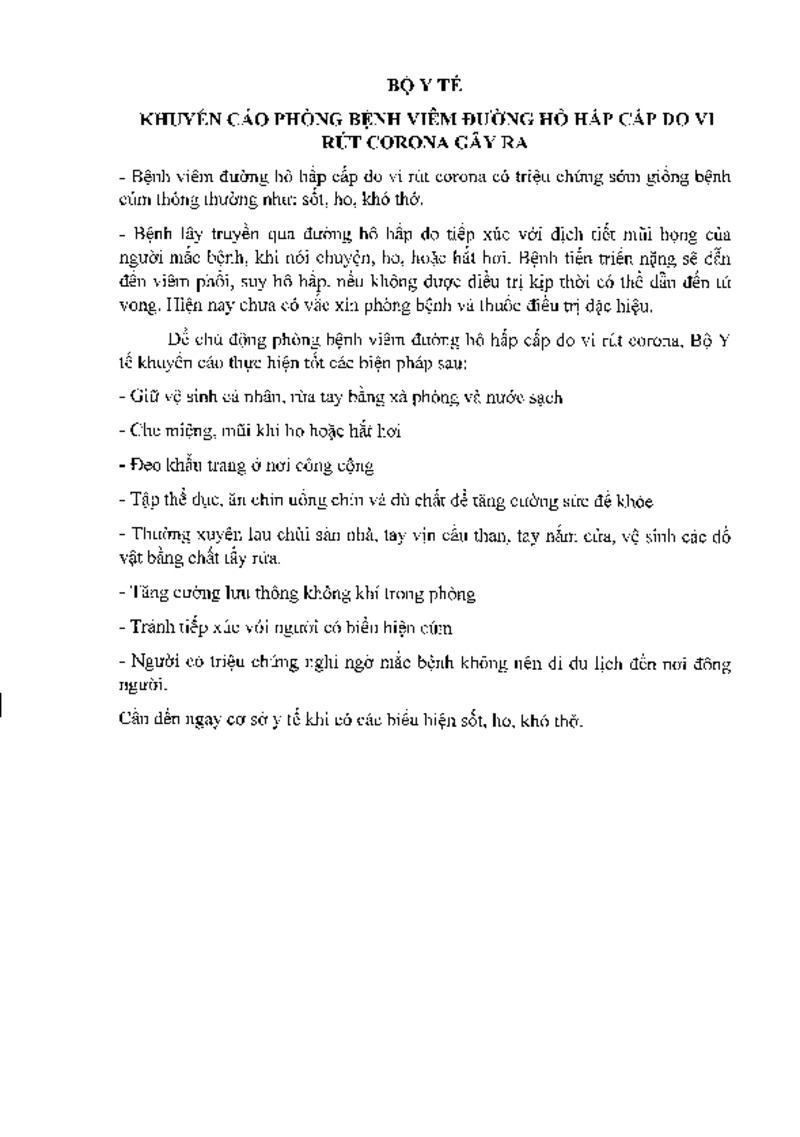 BỘ Y TẾ
KHUYẾN CÁO PHÒNG BỆNH VIÊM ĐƯỜNG HÔ HẤP CẤP DO VI
RÚT CORONA GÂY RA
- Bệnh viêm đường hô hấp cấp do vi rút corona có triệu chứng sớm giống bệnh
cúm thông thường như: sốt, ho, khó thở.
- Bệnh lây truyền qua đường hô hấp do tiếp xúc với dịch tiết mũi họng của
người mắc bệnh, khi nói chuyện, ho, hoặc hắt hơi. Bệnh tiến triển nặng sẽ dẫn
đến viêm phổi, suy hô hấp. nếu không được điều trị kịp thời có thể dẫn đến tử
vong. Hiện nay chưa có vắc xin phòng bệnh và thuốc điều trị đặc hiệu.
Để chủ động phòng bệnh viêm đường hô hấp cấp do vi rút corona, Bộ Y
tế khuyến cáo thực hiện tốt các biện pháp sau:
- Giữ vệ sinh cá nhân, rửa tay bằng xà phòng và nước sạch
- Che miệng, mũi khi ho hoặc hắt hơi
- Đeo khẩu trang ở nơi công cộng
- Tập thể dục, ăn chín uống chín và đủ chất để tăng cường sức đề khỏe
- Thường xuyên lau chùi sàn nhà, tay vịn cầu than, tay nắm cửa, vệ sinh các đồ
vật bằng chất tẩy rửa.
- Tăng cường lưu thông không khí trong phòng
- Tránh tiếp xúc với người có biểu hiện cúm
- Người có triệu chứng nghi ngờ mắc bệnh không nên đi du lịch đến nơi đông
người.
Cần đến ngay cơ sở y tế khi có các biểu hiện sốt, ho, khó thở.